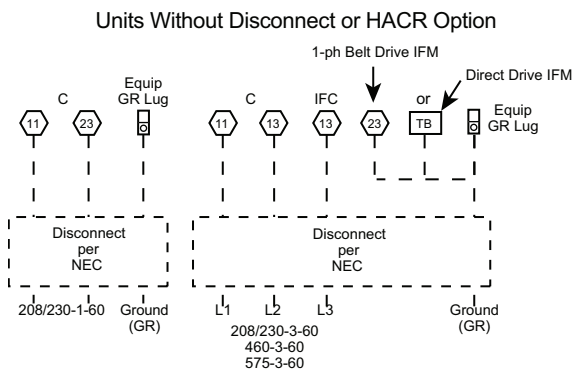 Units Without Disconnect or HACR Option
1-ph Belt Drive IFM
Direct Drive IFM
C
Equip
GR Lug
11
23
C
IFC
or
11
13
13
23
TB
Equip
GR Lug
Disconnect
per
NEC
Disconnect
per
NEC
208/230-1-60
Ground
(GR)
L1
L2
L3
Ground
(GR)
208/230-3-60
460-3-60
575-3-60